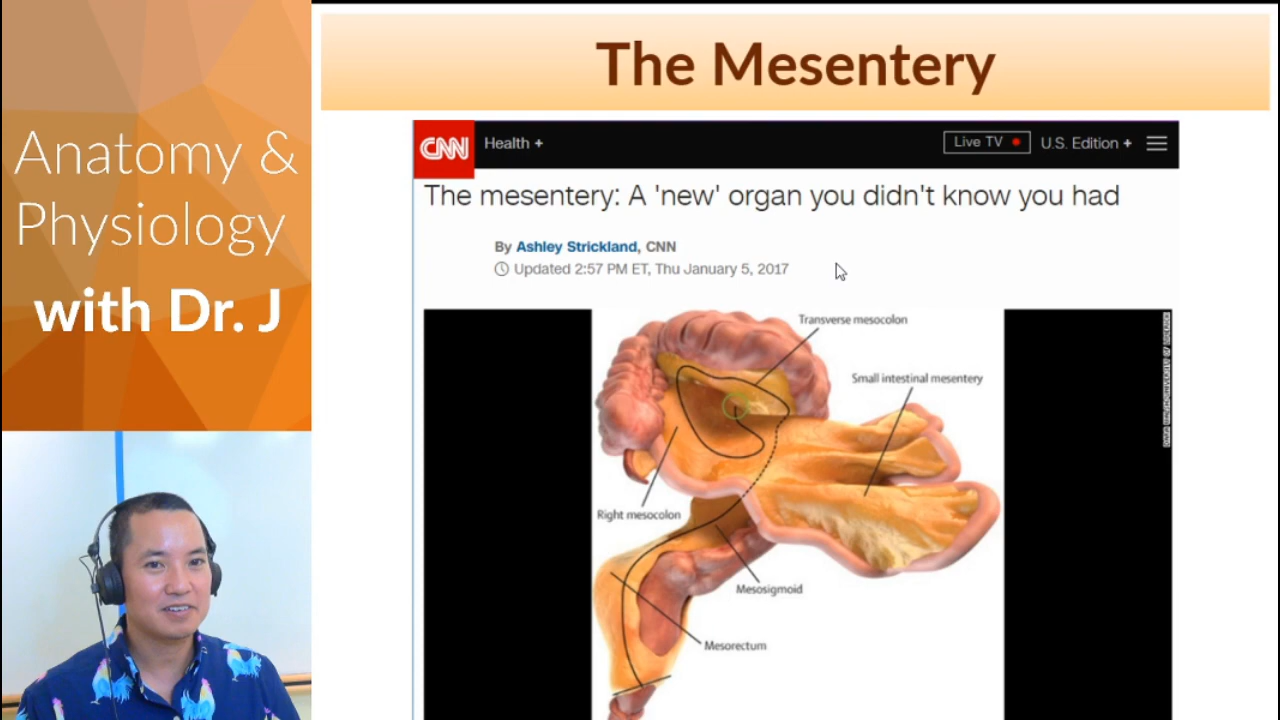 Anatomy &
Physiology
with Dr. J
The Mesentery
CNN Health + Live TV U.S. Edition +
The mesentery: A 'new' organ you didn't know you had
By Ashley Strickland, CNN
Updated 2:57 PM ET, Thu January 5, 2017
Transverse mesocolon
Small intestinal mesentery
Right mesocolon
Mesosigmoid
Mesorectum